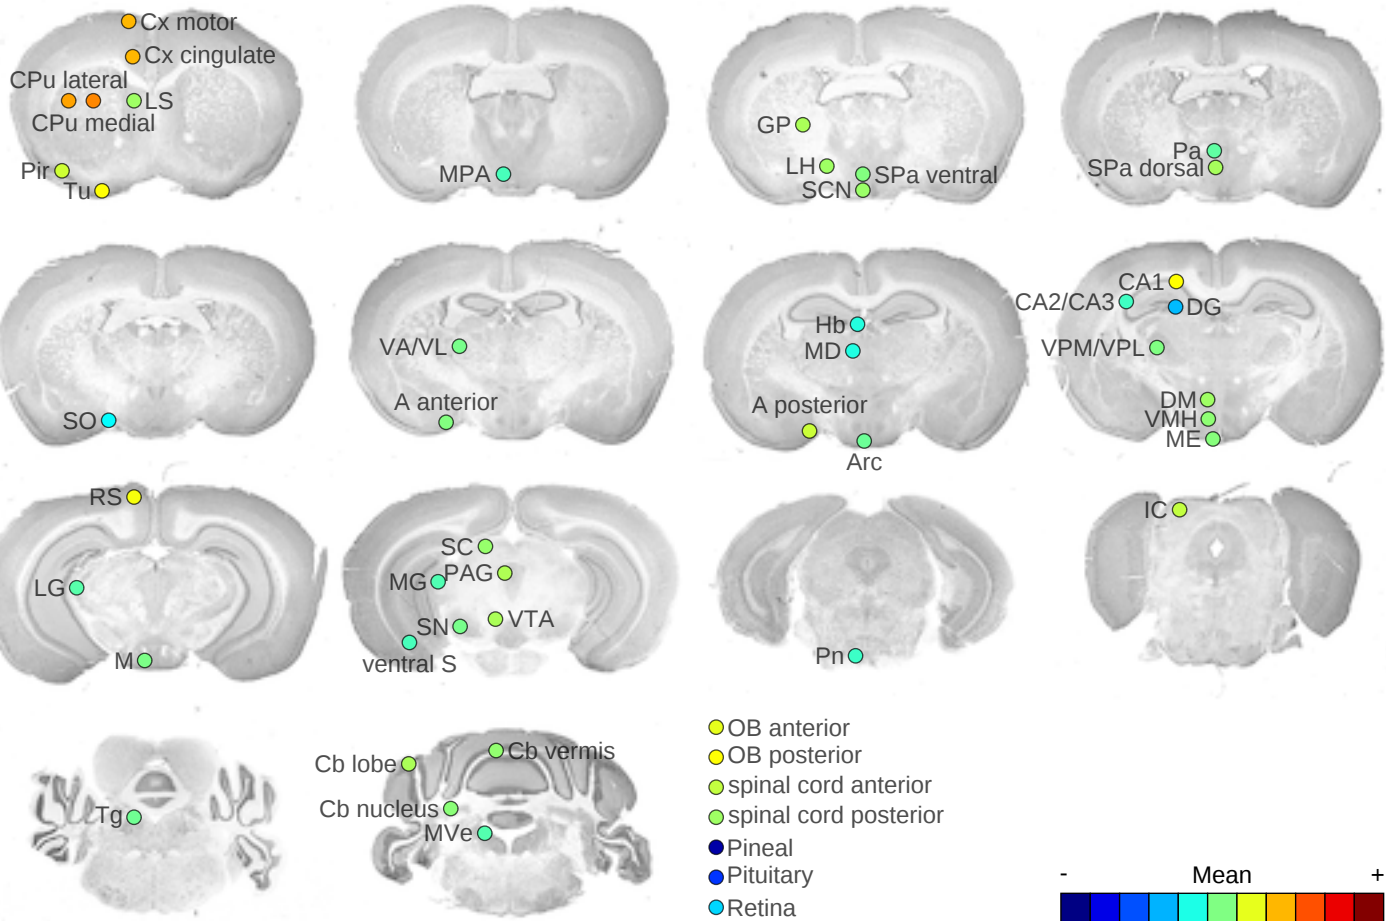 Cx motor
Cx cingulate
CPu lateral
LS
CPu medial
Pir
Tu
MPA
GP
LH
SPa ventral
SCN
Pa
SPa dorsal
SO
VA/VL
A anterior
Hb
MD
A posterior
Arc
CA1
CA2/CA3
DG
VPM/VPL
DM
VMH
ME
RS
LG
M
SC
MG
PAG
SN
VTA
ventral S
Pn
IC
Tg
Cb lobe
Cb vermis
Cb nucleus
MVe
OB anterior
OB posterior
spinal cord anterior
spinal cord posterior
Pineal
Pituitary
Retina
- Mean +